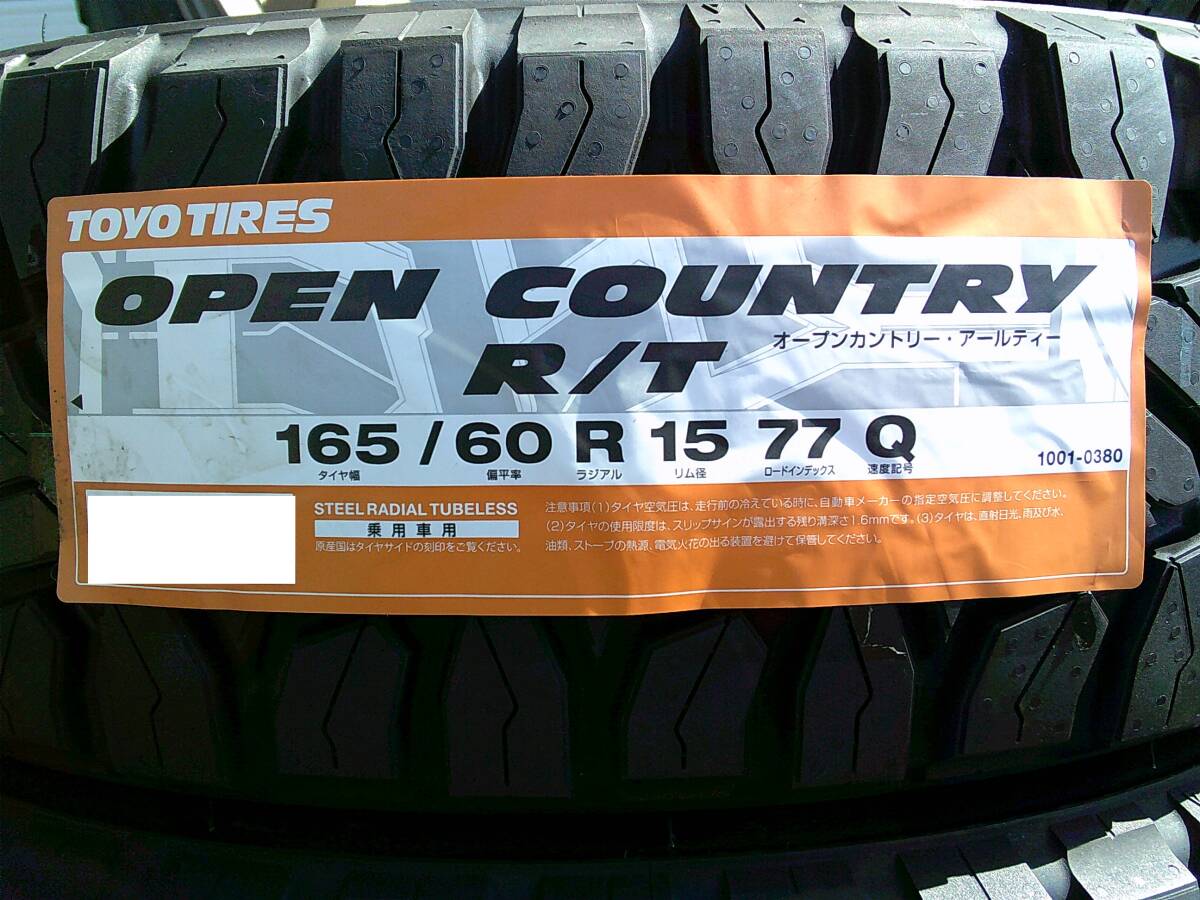 TOYO TIRES
OPEN COUNTRY
R/T
オープンカントリー・アールティー
165 / 60 R 15 77 Q
タイヤ幅 偏平率 ラジアル リム径 ロードインデックス 速度記号
1001-0380
STEEL RADIAL TUBELESS
乗用車用
原産国はタイヤサイドの刻印をご覧ください。
注意事項(1)タイヤ空気圧は、走行前の冷えている時に、自動車メーカーの指定空気圧に調整してください。
(2)タイヤの使用限度は、スリップサインが露出する残り溝深さ1.6mmです。(3)タイヤは、直射日光、雨及び水、
油類、ストーブの熱源、電気火花の出る装置を避けて保管してください。